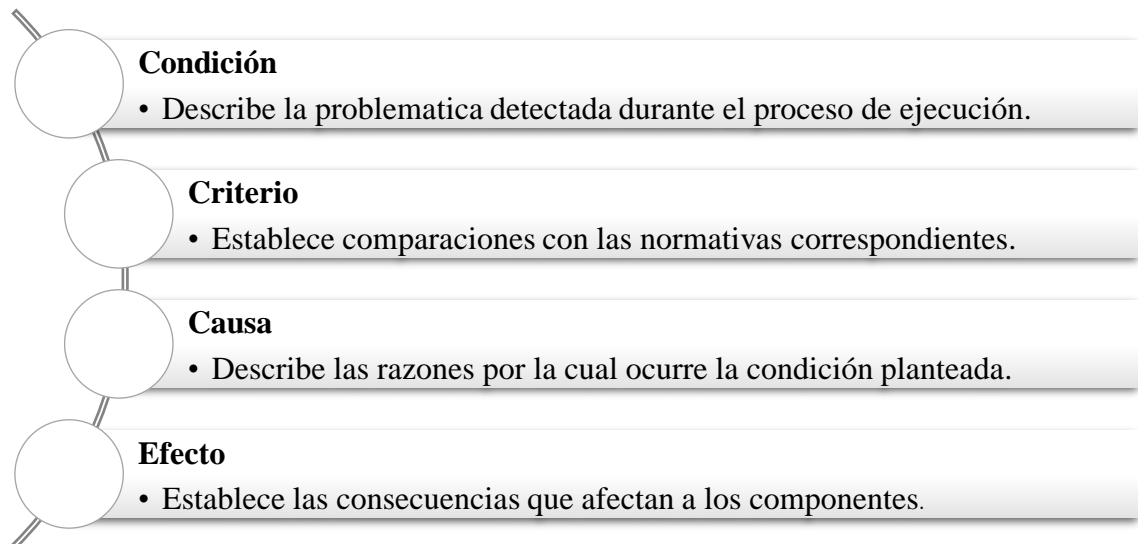 Condición
• Describe la problematica detectada durante el proceso de ejecución.
Criterio
• Establece comparaciones con las normativas correspondientes.
Causa
• Describe las razones por la cual ocurre la condición planteada.
Efecto
• Establece las consecuencias que afectan a los componentes.